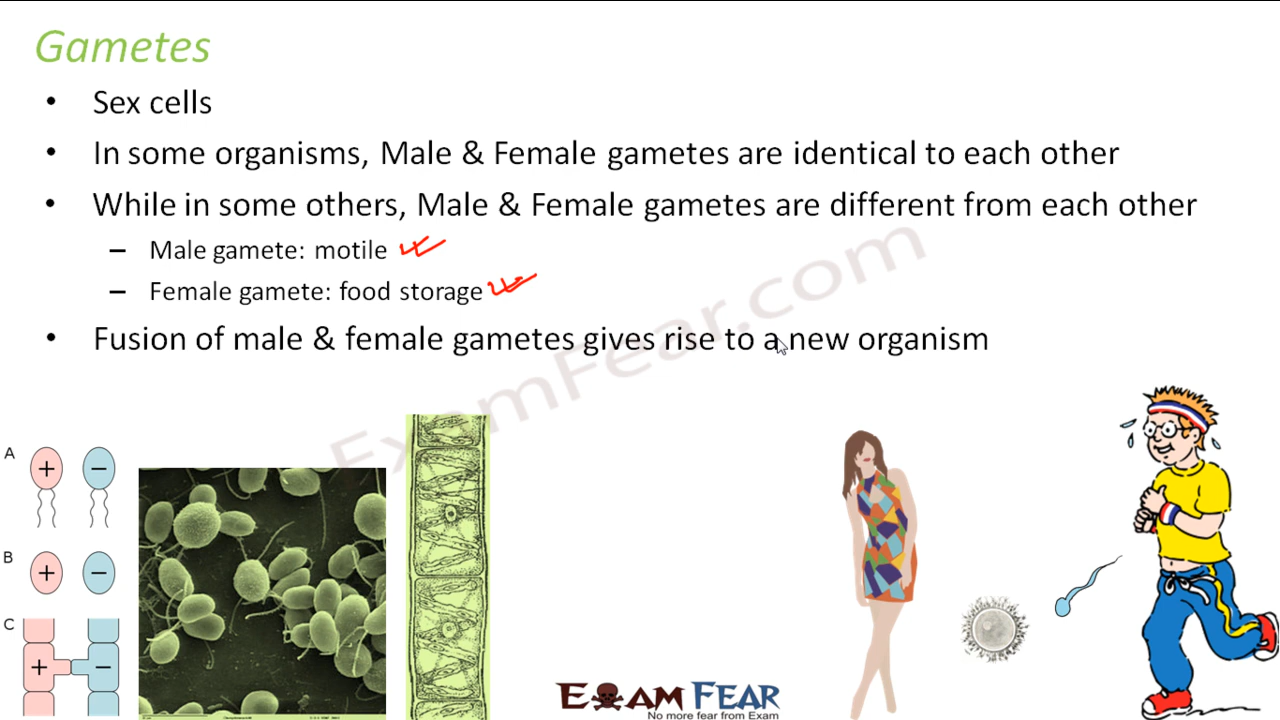 Gametes
• Sex cells
• In some organisms, Male & Female gametes are identical to each other
• While in some others, Male & Female gametes are different from each other
– Male gamete: motile
– Female gamete: food storage
• Fusion of male & female gametes gives rise to a new organism
ExamFear.com
A
+ −
B
+ −
C
+ −
EXAM FEAR
No more fear from Exam